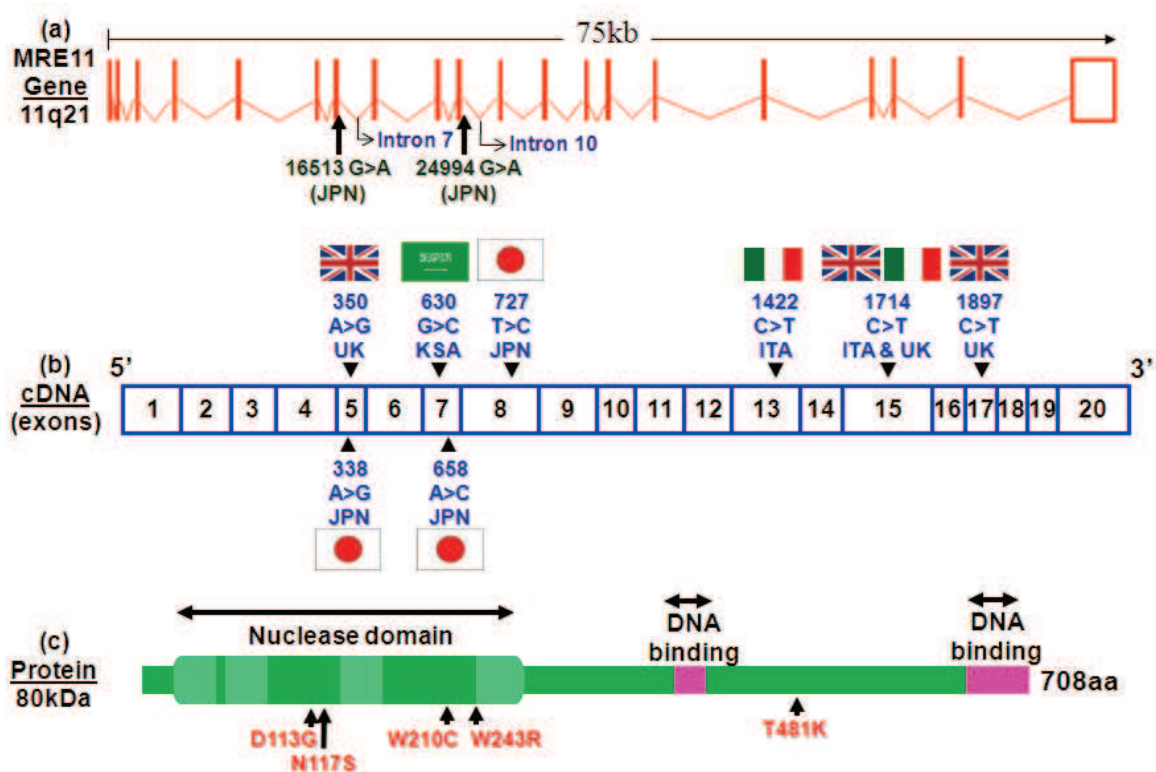 (a)
MRE11
Gene
11q21
75kb
Intron 7
Intron 10
16513 G>A
(JPN)
24994 G>A
(JPN)
350
A>G
UK
630
G>C
KSA
727
T>C
JPN
1422
C>T
ITA
1714
C>T
ITA & UK
1897
C>T
UK
(b)
cDNA
(exons)
5’
3’
1 2 3 4 5 6 7 8 9 10 11 12 13 14 15 16 17 18 19 20
338
A>G
JPN
658
A>C
JPN
(c)
Protein
80kDa
Nuclease domain
DNA
binding
DNA
binding
708aa
D113G
N117S
W210C
W243R
T481K